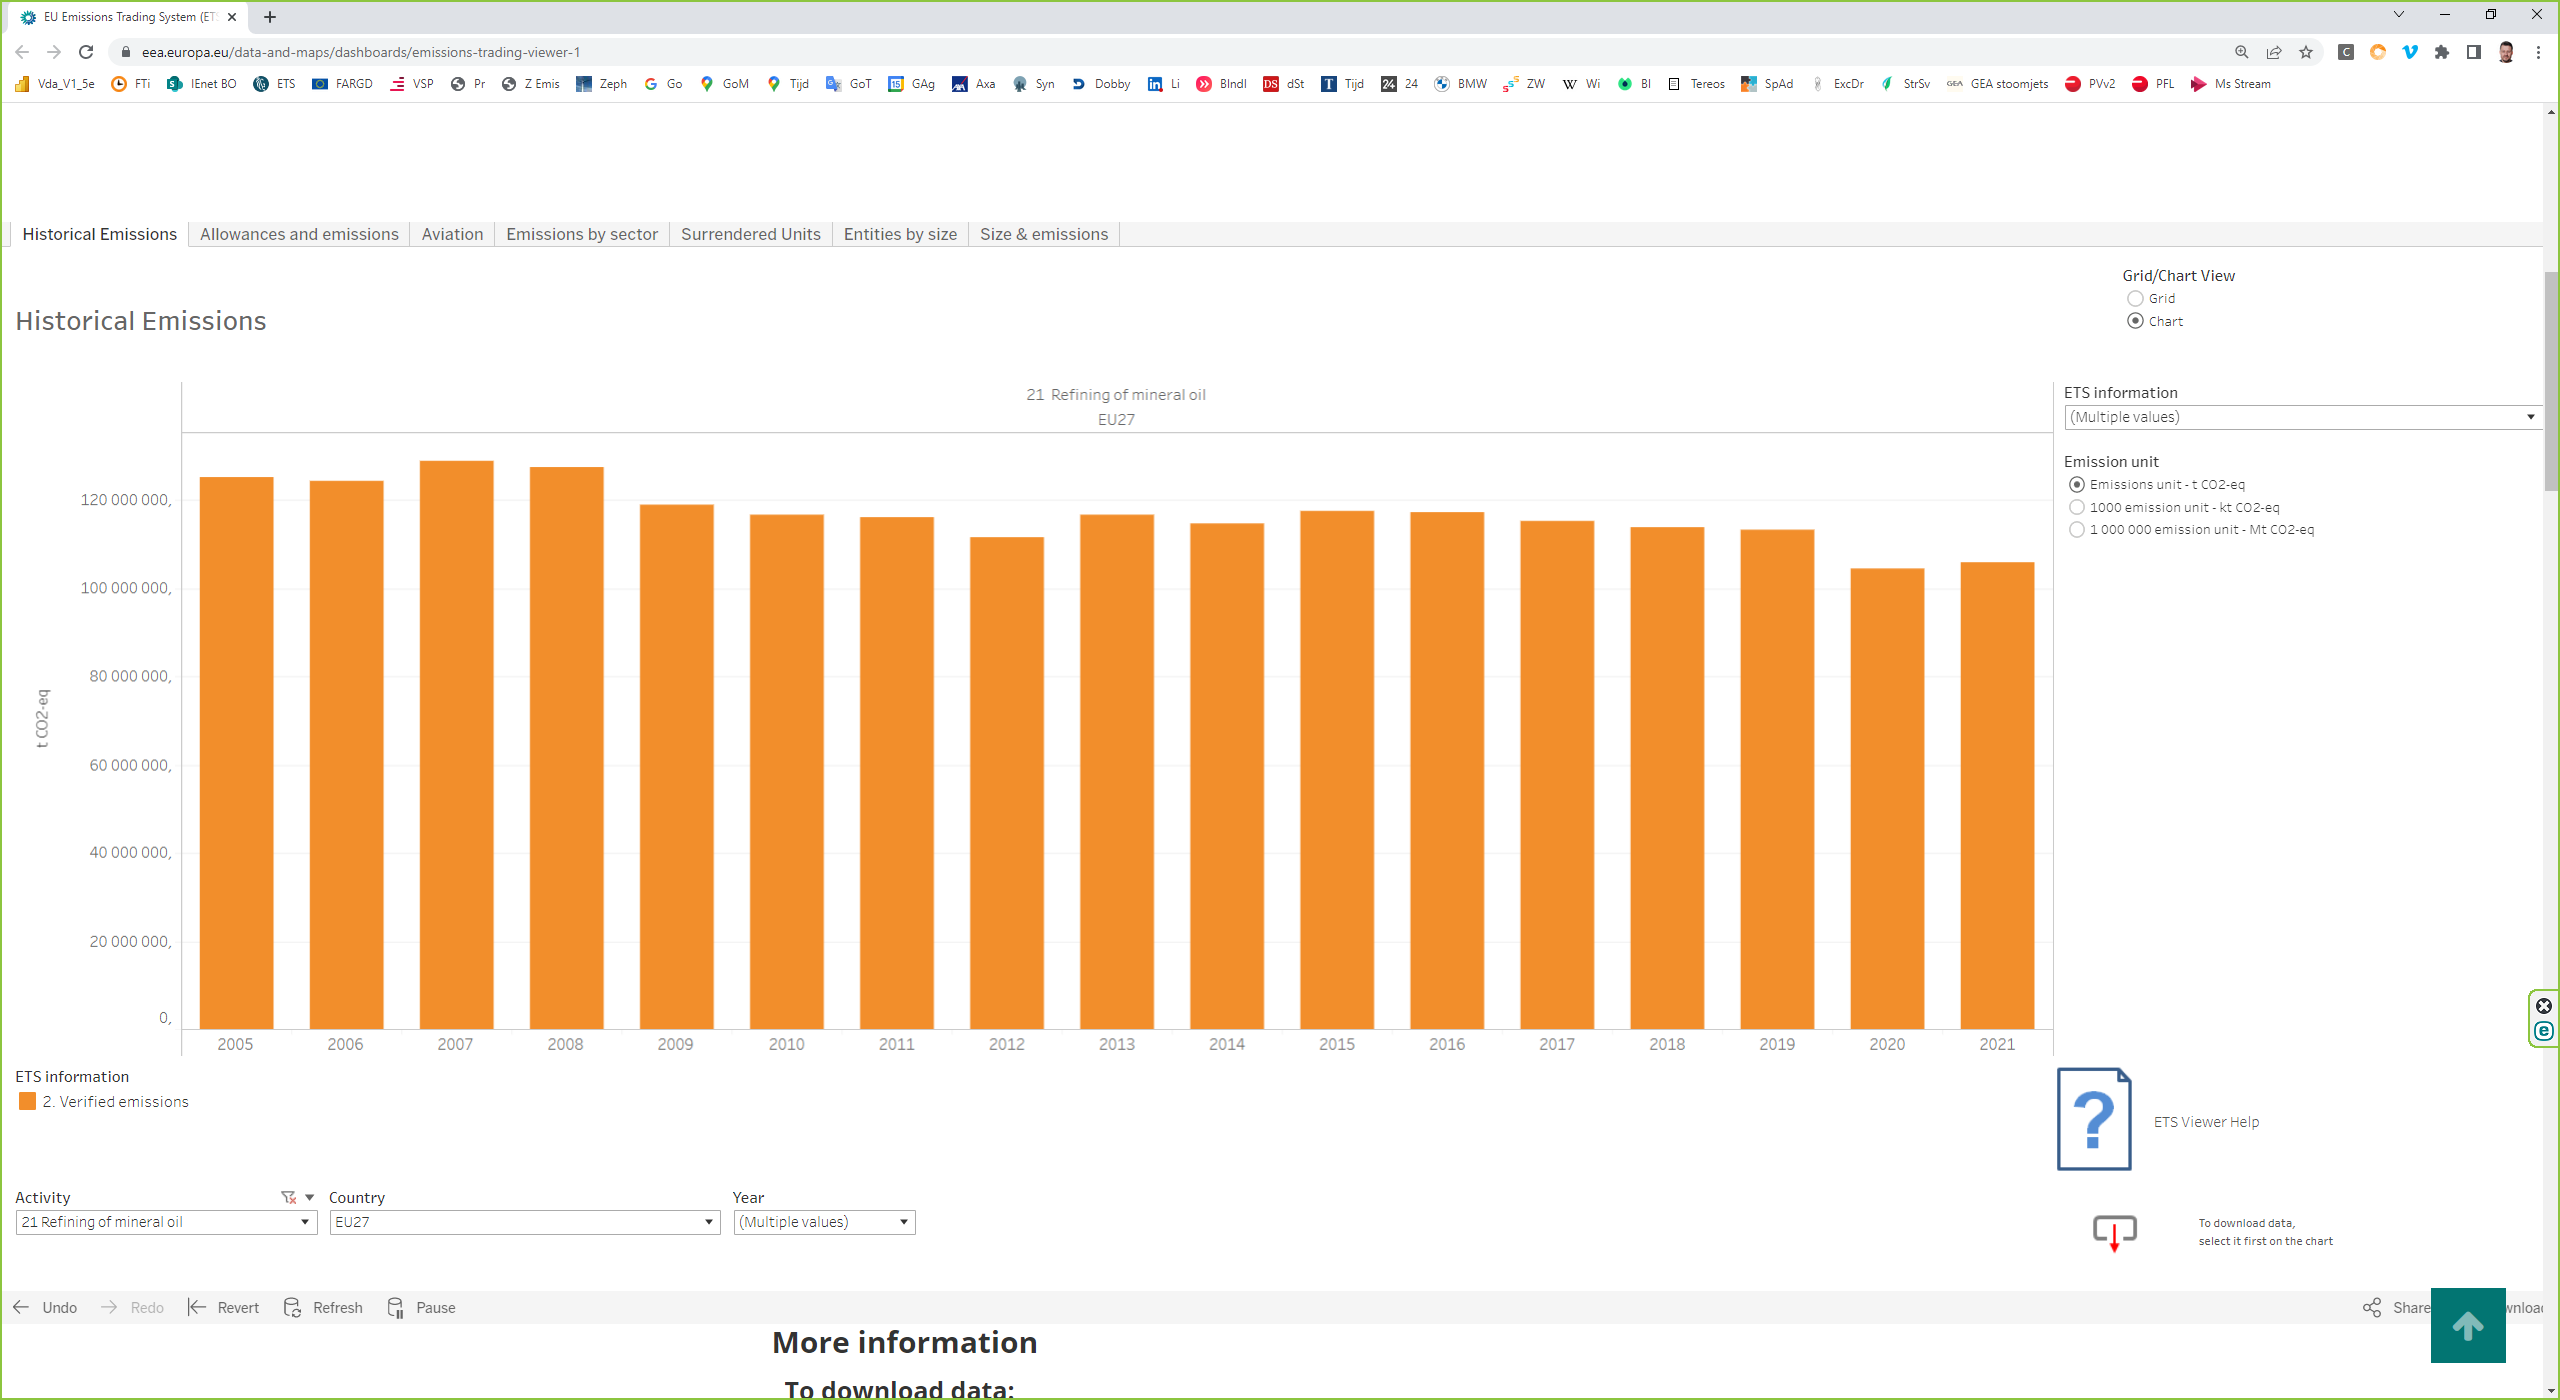 EU Emissions Trading System (ETS
eea.europa.eu/data-and-maps/dashboards/emissions-trading-viewer-1
Vda_V1_5e FTi IEnet BO ETS FARGD VSP Pr Z Emis Zeph Go GoM Tijd GoT GAg Axa Syn Dobby Li BIndl dSt Tijd 24 BMW ZW Wi BI Tereos SpAd ExcDr StrSv GEA stoomjets PVv2 PFL Ms Stream
Historical Emissions Allowances and emissions Aviation Emissions by sector Surrendered Units Entities by size Size & emissions
Grid/Chart View
Grid
Chart
Historical Emissions
21 Refining of mineral oil
EU27
ETS information
(Multiple values)
Emission unit
Emissions unit - t CO2-eq
1000 emission unit - kt CO2-eq
1 000 000 emission unit - Mt CO2-eq
t CO2-eq
120 000 000,
100 000 000,
80 000 000,
60 000 000,
40 000 000,
20 000 000,
0,
2005 2006 2007 2008 2009 2010 2011 2012 2013 2014 2015 2016 2017 2018 2019 2020 2021
ETS information
2. Verified emissions
ETS Viewer Help
Activity Country Year
21 Refining of mineral oil EU27 (Multiple values)
To download data,
select it first on the chart
Undo Redo Revert Refresh Pause Share
More information
To download data: